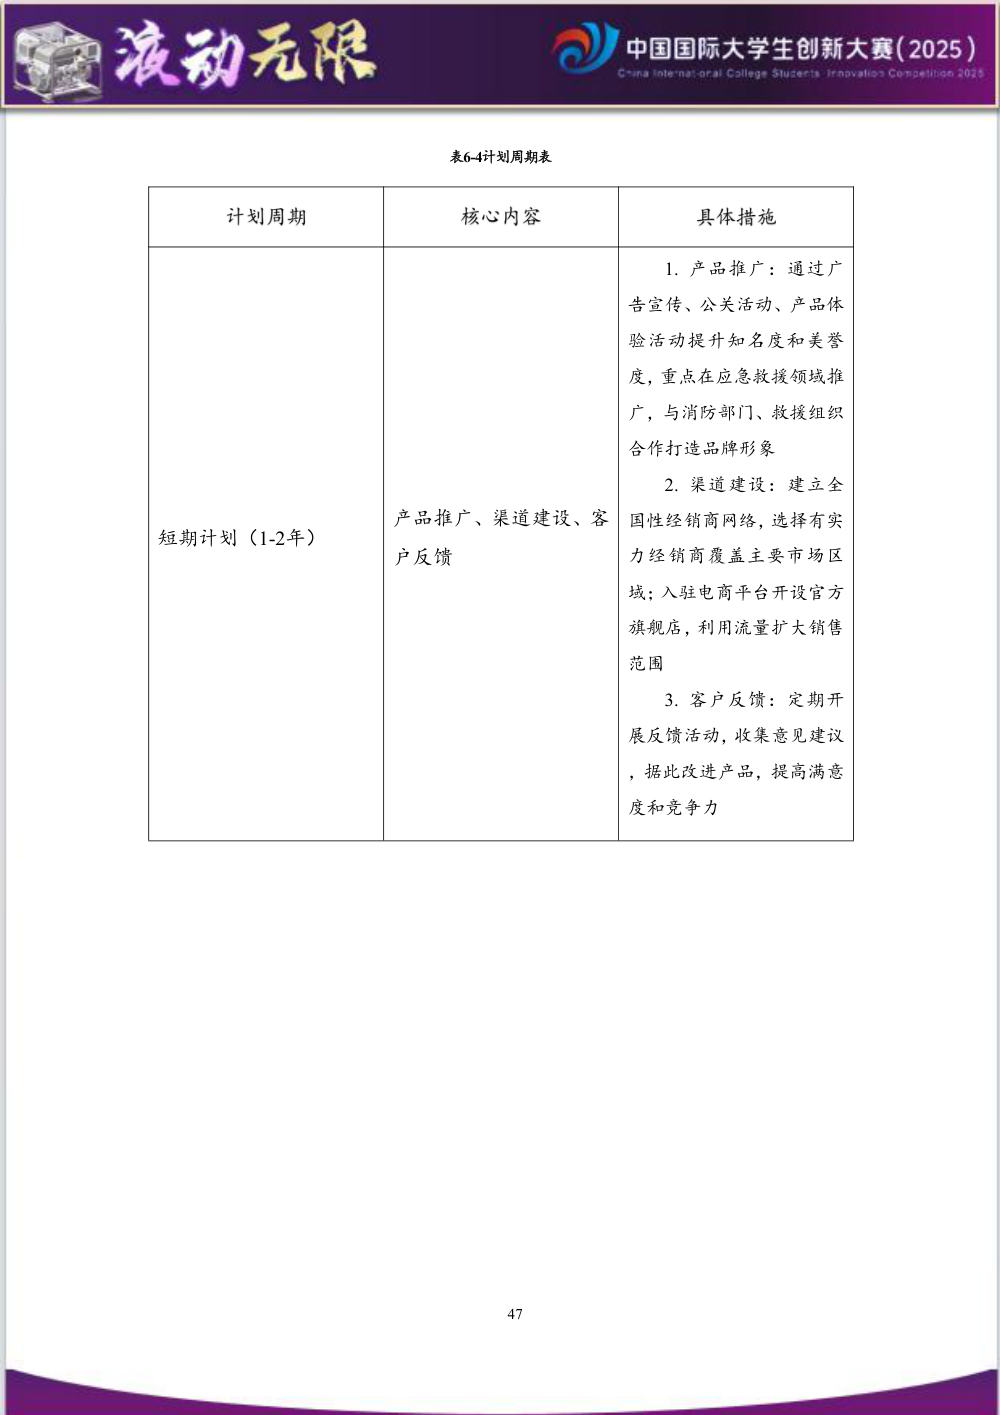 液动无限
中国国际大学生创新大赛(2025)
China International College Students Innovation Competition 2025
表6-4计划周期表
计划周期
核心内容
具体措施
短期计划（1-2年）
产品推广、渠道建设、客
户反馈
1. 产品推广：通过广
告宣传、公关活动、产品体
验活动提升知名度和美誉
度，重点在应急救援领域推
广，与消防部门、救援组织
合作打造品牌形象
2. 渠道建设：建立全
国性经销商网络，选择有实
力经销商覆盖主要市场区
域；入驻电商平台开设官方
旗舰店，利用流量扩大销售
范围
3. 客户反馈：定期开
展反馈活动，收集意见建议
，据此改进产品，提高满意
度和竞争力
47